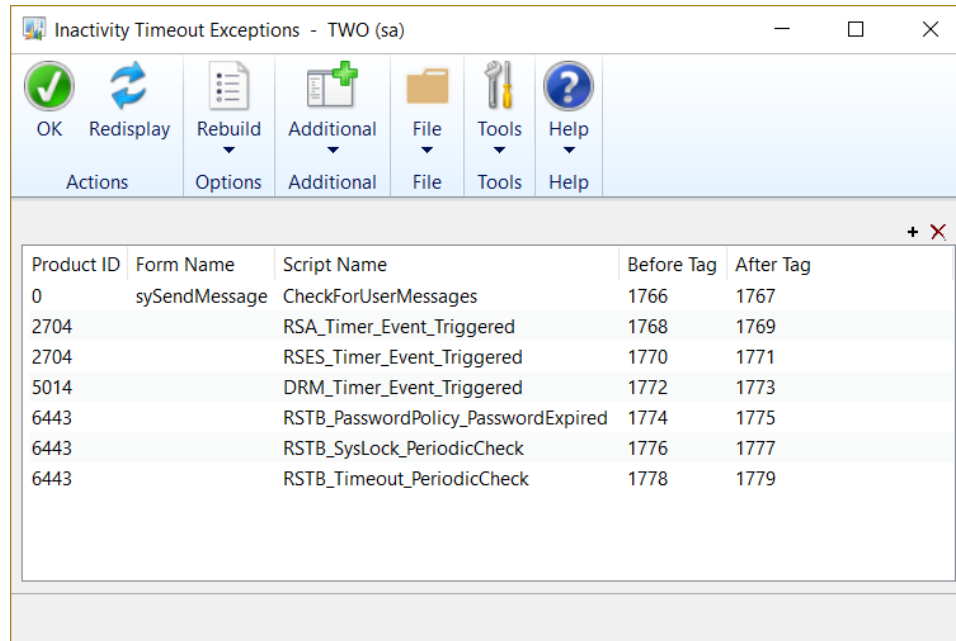 Inactivity Timeout Exceptions - TWO (sa)
OK Redisplay Rebuild Additional File Tools Help
Actions Options Additional File Tools Help
Product ID Form Name Script Name Before Tag After Tag
0 sySendMessage CheckForUserMessages 1766 1767
2704 RSA_Timer_Event_Triggered 1768 1769
2704 RSES_Timer_Event_Triggered 1770 1771
5014 DRM_Timer_Event_Triggered 1772 1773
6443 RSTB_PasswordPolicy_PasswordExpired 1774 1775
6443 RSTB_SysLock_PeriodicCheck 1776 1777
6443 RSTB_Timeout_PeriodicCheck 1778 1779